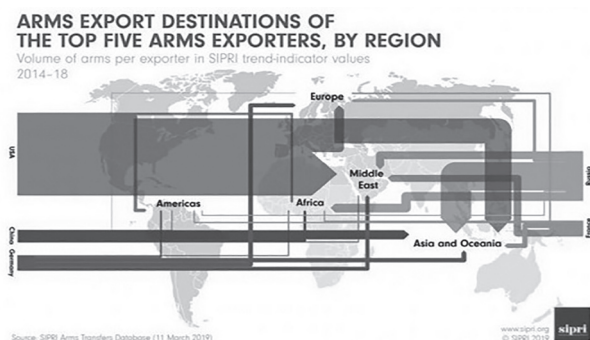 ARMS EXPORT DESTINATIONS OF
THE TOP FIVE ARMS EXPORTERS, BY REGION
Volume of arms per exporter in SIPRI trend-indicator values
2014–18
Europe
USA
Middle
East
Russia
Americas
Africa
China
France
Asia and Oceania
Germany
www.sipri.org
© SIPRI 2019
sipri
Source: SIPRI Arms Transfers Database (11 March 2019)